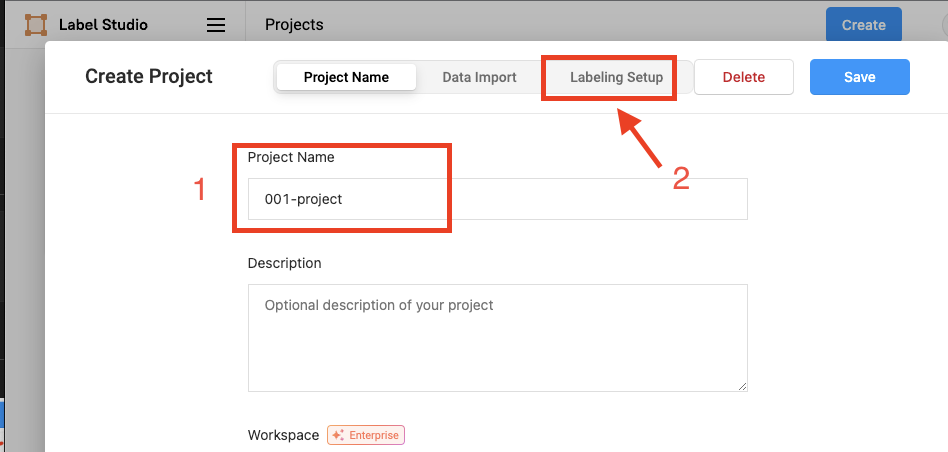 Label Studio Projects Create
Create Project Project Name Data Import Labeling Setup Delete Save
Project Name
1 2
001-project
Description
Optional description of your project
Workspace Enterprise